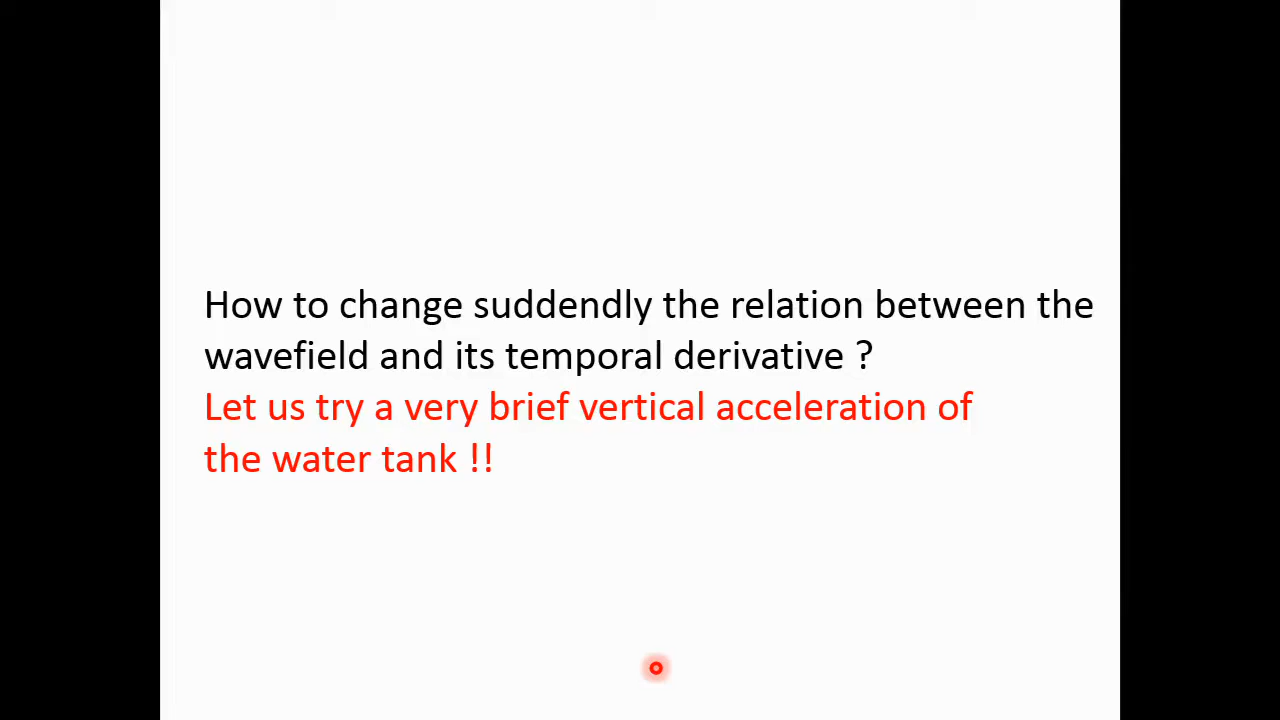 How to change suddendly the relation between the
wavefield and its temporal derivative ?
Let us try a very brief vertical acceleration of
the water tank !!